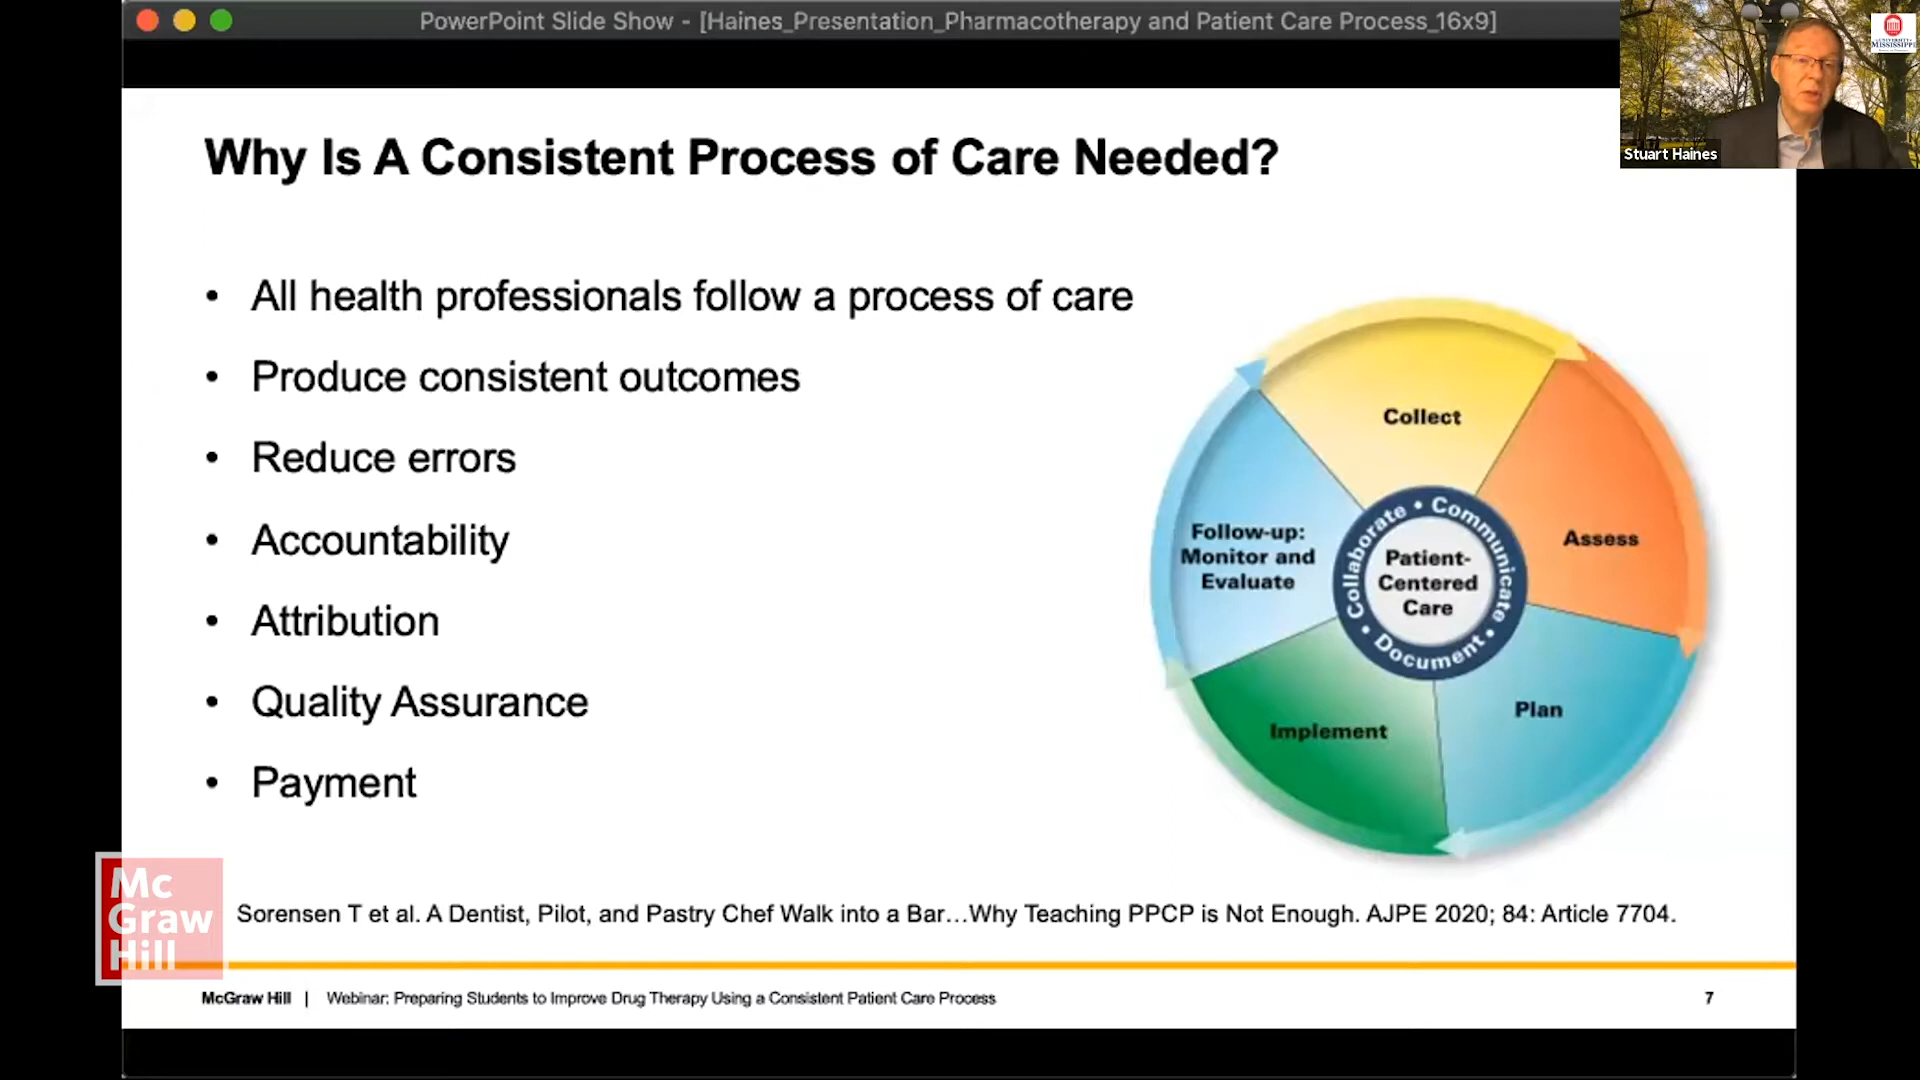 PowerPoint Slide Show - [Haines_Presentation_Pharmacotherapy and Patient Care Process_16x9]
MISSISSIPPI
Stuart Haines
Why Is A Consistent Process of Care Needed?
• All health professionals follow a process of care
• Produce consistent outcomes
• Reduce errors
• Accountability
• Attribution
• Quality Assurance
• Payment
Collect
Assess
Plan
Implement
Follow-up:
Monitor and
Evaluate
Collaborate • Communicate • Document •
Patient-
Centered
Care
Mc
Graw
Hill
Sorensen T et al. A Dentist, Pilot, and Pastry Chef Walk into a Bar…Why Teaching PPCP is Not Enough. AJPE 2020; 84: Article 7704.
McGraw Hill | Webinar: Preparing Students to Improve Drug Therapy Using a Consistent Patient Care Process
7